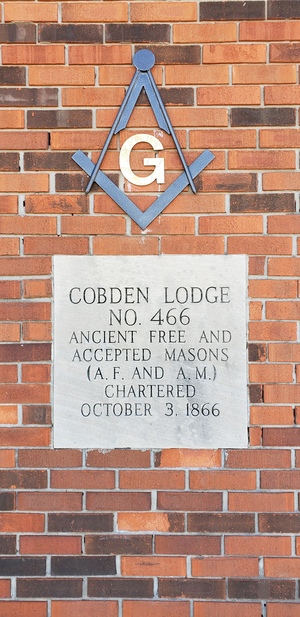 G
COBDEN LODGE
NO. 466
ANCIENT FREE AND
ACCEPTED MASONS
(A. F. AND A. M.)
CHARTERED
OCTOBER 3, 1866